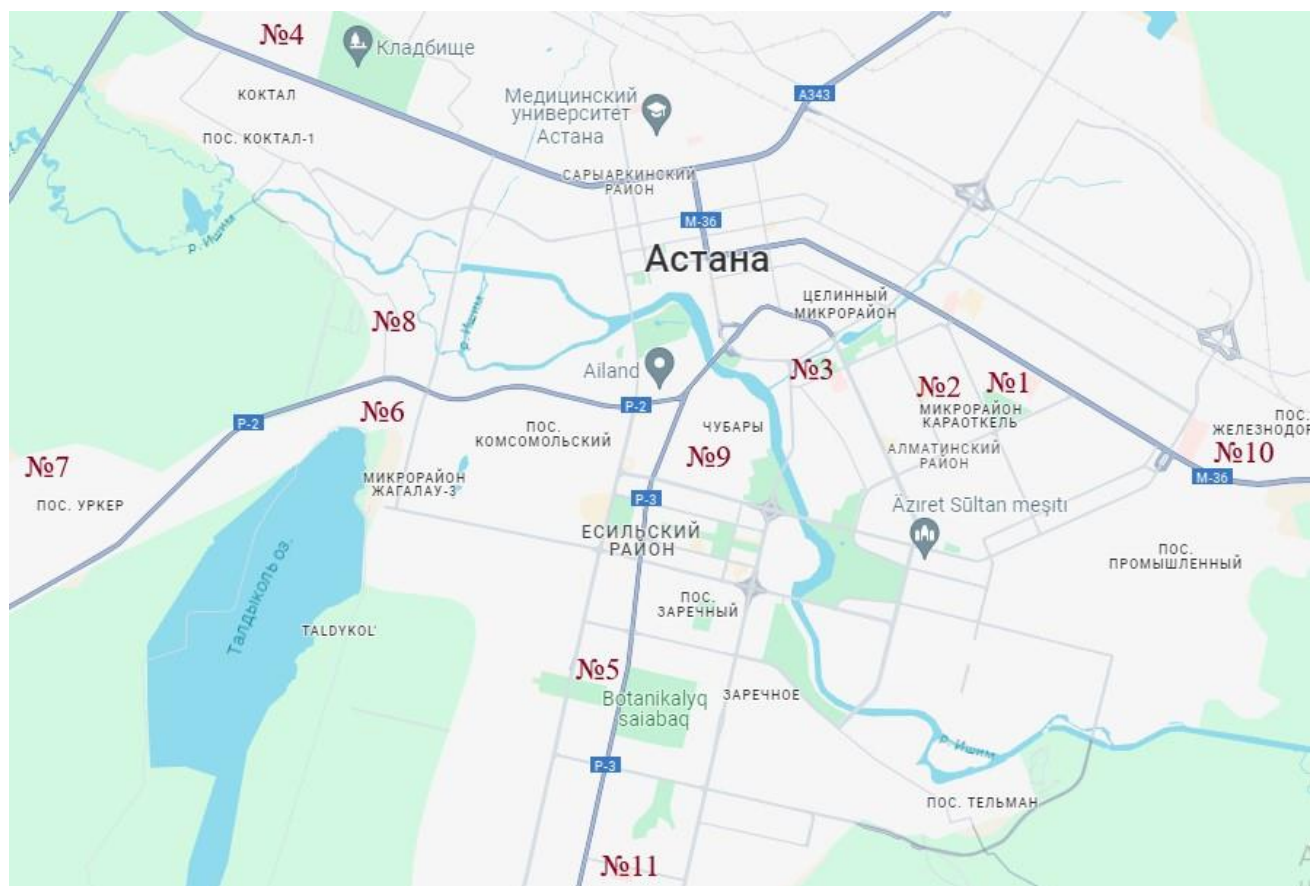 №4
Кладбище
КОКТАЛ
Медицинский
университет
Астана
А343
ПОС. КОКТАЛ-1
САРЫАРКИНСКИЙ
РАЙОН
М-36
р. Ишим
Астана
ЦЕЛИННЫЙ
МИКРОРАЙОН
№8
р. Ишим
Ailand
№3
№2
№1
Р-2
№6
Р-2
ЧУБАРЫ
МИКРОРАЙОН
КАРАОТКЕЛЬ
ПОС.
ЖЕЛЕЗНОДОР
ПОС.
КОМСОМОЛЬСКИЙ
№7
№9
АЛМАТИНСКИЙ
РАЙОН
№10
М-36
МИКРОРАЙОН
ЖАГАЛАУ-3
ПОС. УРКЕР
Р-3
Äziret Sūltan meşıtı
ЕСИЛЬСКИЙ
РАЙОН
ПОС.
ПРОМЫШЛЕННЫЙ
Талдыколь оз.
ПОС.
ЗАРЕЧНЫЙ
TALDYKOL'
№5
Botanikalyq
saiabaq
ЗАРЕЧНОЕ
р. Ишим
Р-3
ПОС. ТЕЛЬМАН
№11